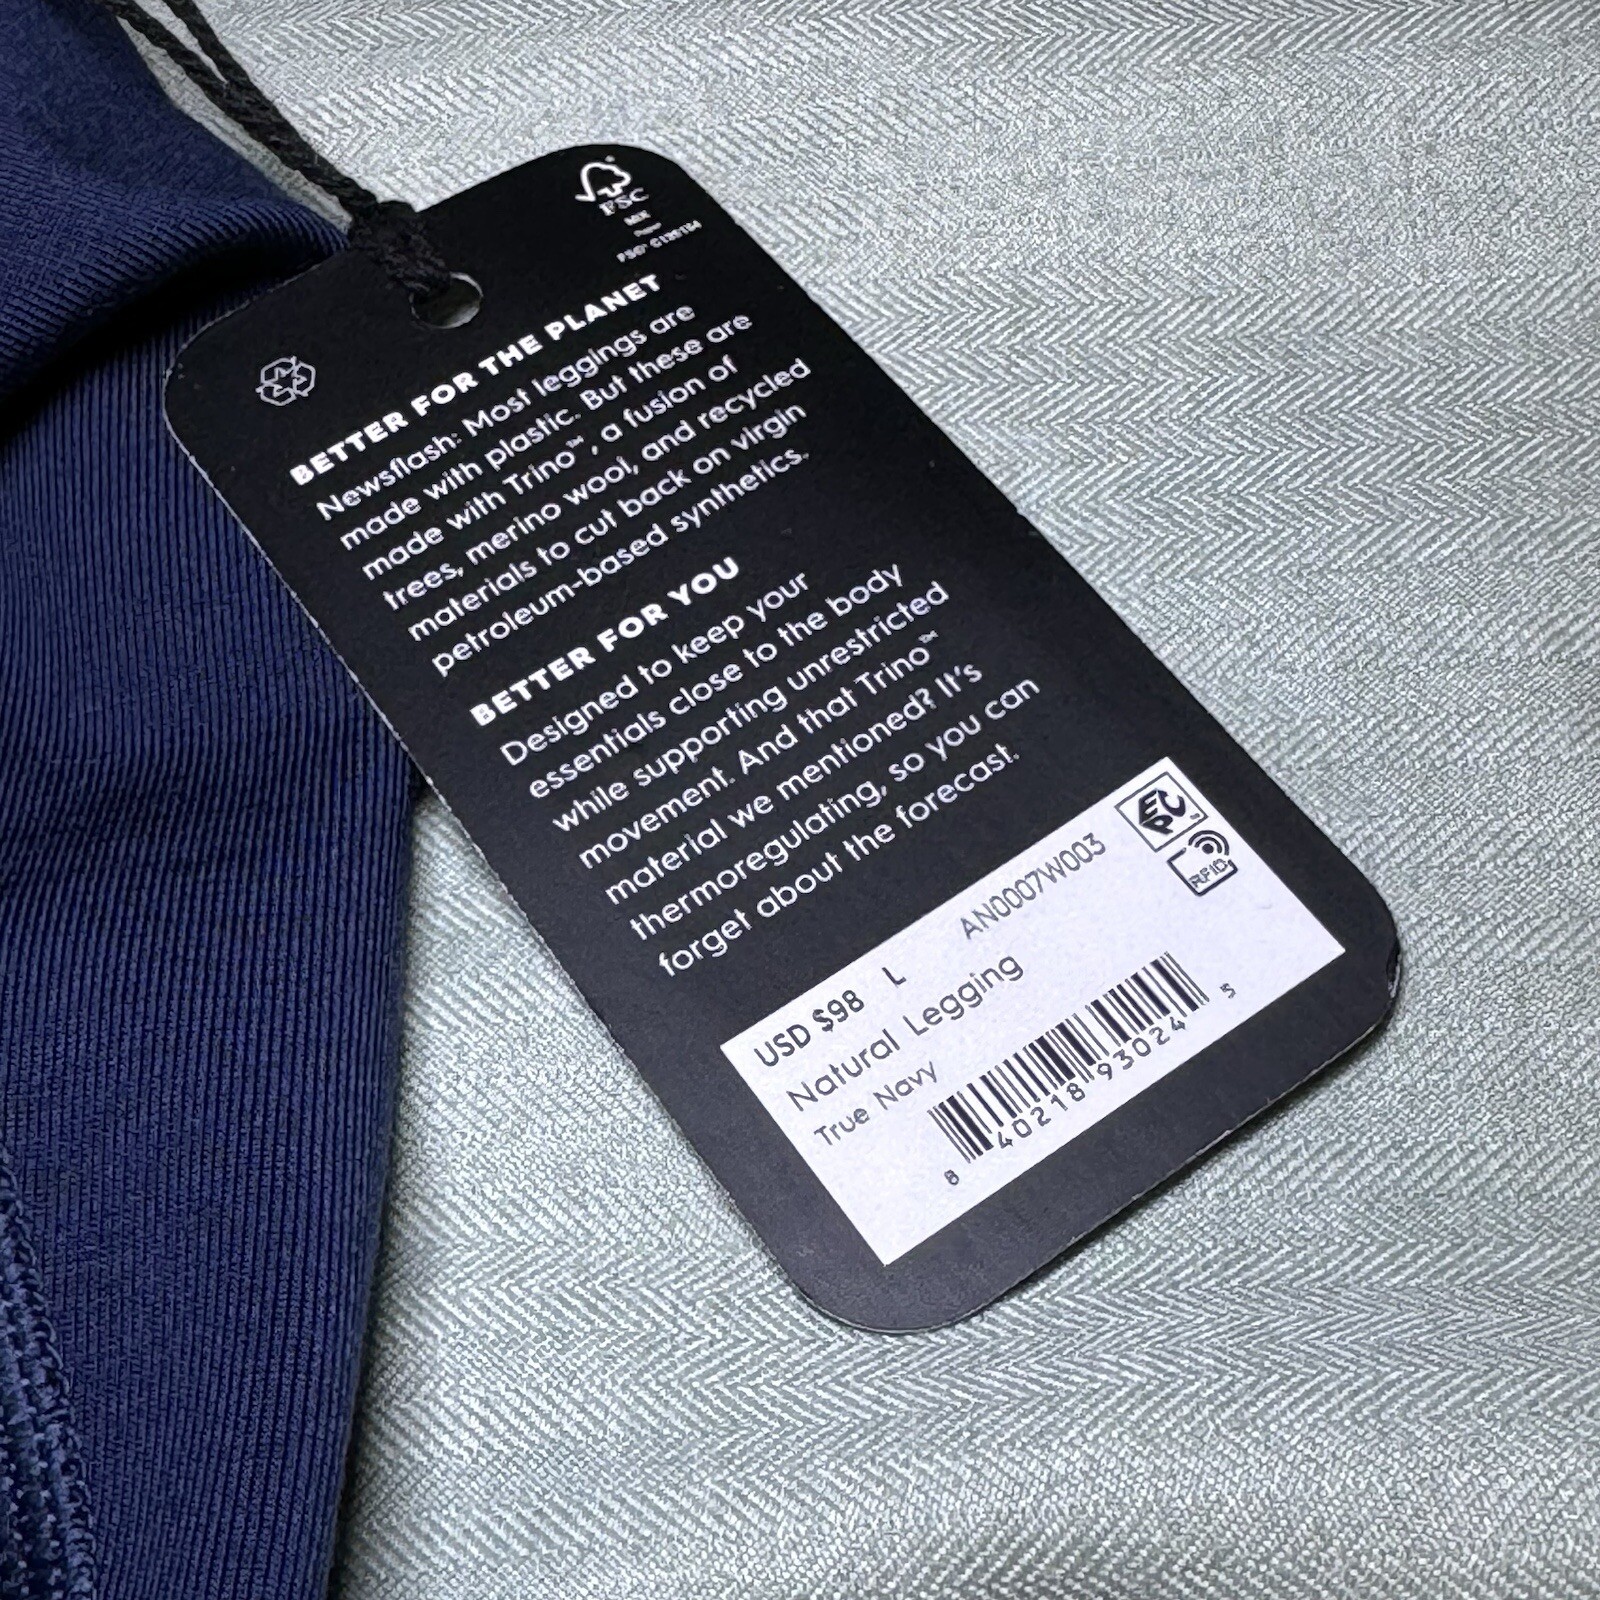 FSC
MIX
Paper
BETTER FOR THE PLANET
Newsflash: Most leggings are
made with plastic. But these are
made with Trino™, a fusion of
trees, merino wool, and recycled
materials to cut back on virgin
petroleum-based synthetics.
BETTER FOR YOU
Designed to keep your
essentials close to the body
while supporting unrestricted
movement. And that Trino™
material we mentioned? It's
thermoregulating, so you can
forget about the forecast.
EPC
RFID
AN0007W003
USD $98 L
Natural Legging
True Navy
8 40218 93024 5